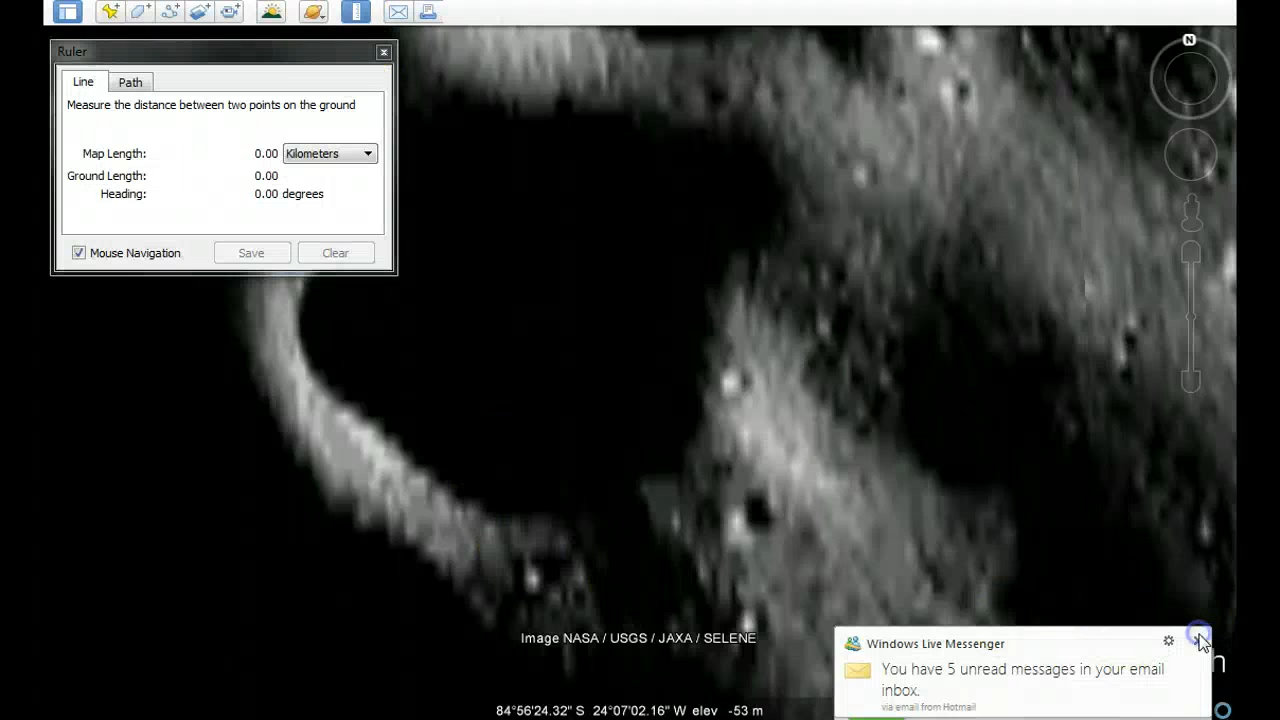 N
Ruler
Line
Path
Measure the distance between two points on the ground
Map Length:
0.00
Kilometers
Ground Length:
0.00
Heading:
0.00 degrees
Mouse Navigation
Save
Clear
Image NASA / USGS / JAXA / SELENE
Windows Live Messenger
You have 5 unread messages in your email
inbox.
via email from Hotmail
84°56'24.32" S 24°07'02.16" W elev -53 m